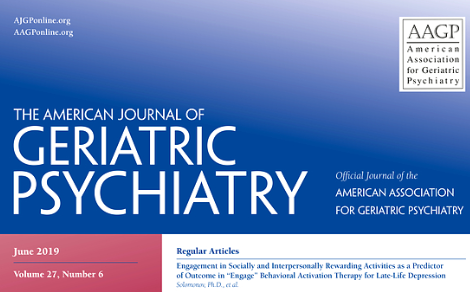 AJGPonline.org
AAGPonline.org
AAGP
American
Association
for Geriatric
Psychiatry
THE AMERICAN JOURNAL OF
GERIATRIC
PSYCHIATRY
Official Journal of the
AMERICAN ASSOCIATION
FOR GERIATRIC PSYCHIATRY
June 2019
Volume 27, Number 6
Regular Articles
Engagement in Socially and Interpersonally Rewarding Activities as a Predictor
of Outcome in “Engage” Behavioral Activation Therapy for Late-Life Depression
Solomonov, Ph.D., et al.